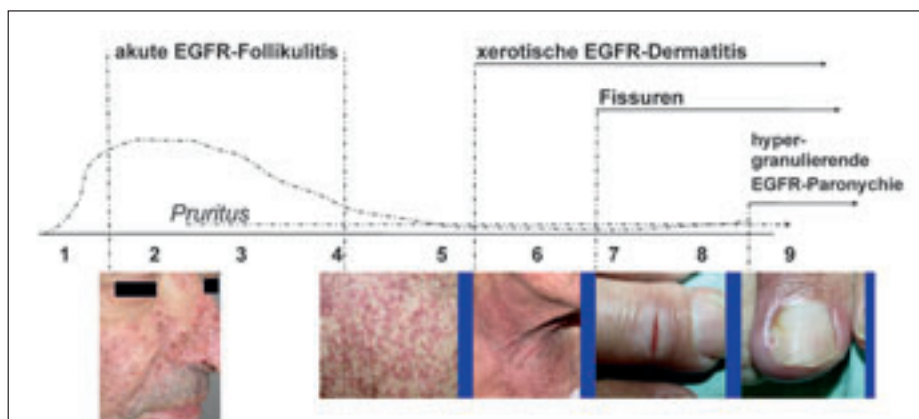 akute EGFR-Follikulitis
xerotische EGFR-Dermatitis
Fissuren
hyper-
granulierende
EGFR-Paronychie
Pruritus
1 2 3 4 5 6 7 8 9